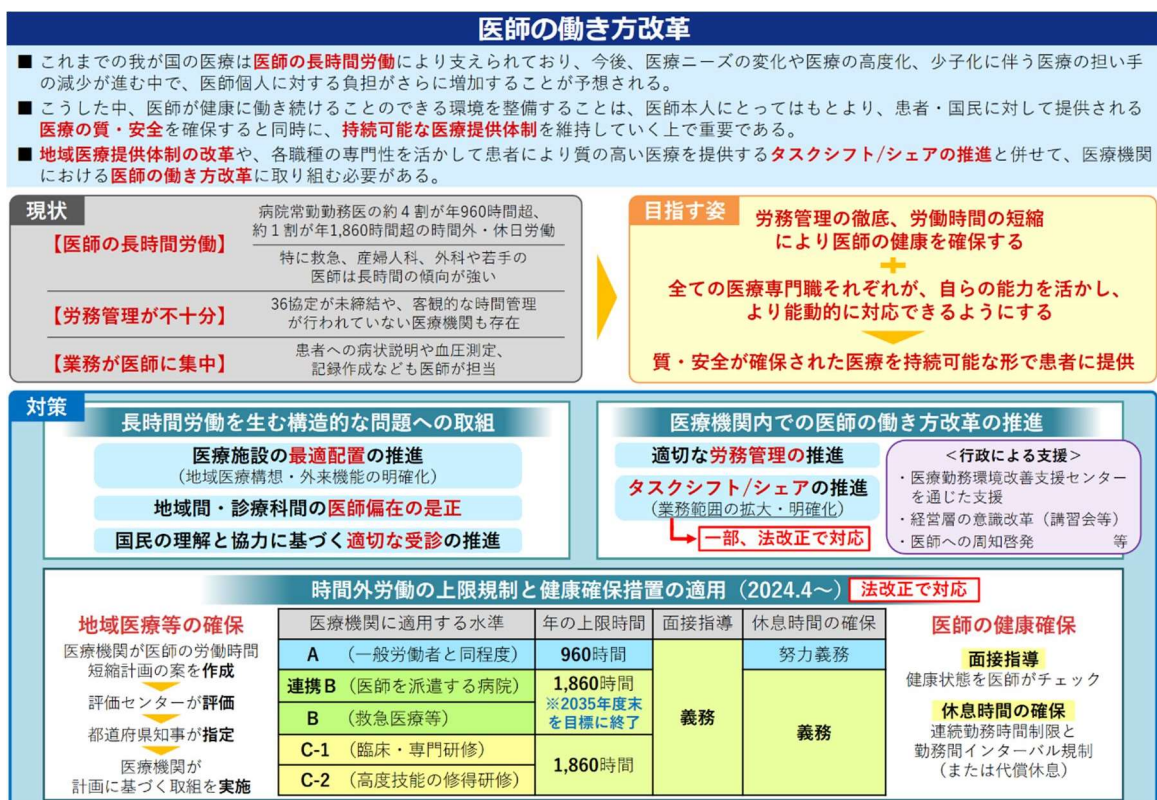 医師の働き方改革
■ これまでの我が国の医療は医師の長時間労働により支えられており、今後、医療ニーズの変化や医療の高度化、少子化に伴う医療の担い手
の減少が進む中で、医師個人に対する負担がさらに増加することが予想される。
■ こうした中、医師が健康に働き続けることのできる環境を整備することは、医師本人にとってはもとより、患者・国民に対して提供される
医療の質・安全を確保すると同時に、持続可能な医療提供体制を維持していく上で重要である。
■ 地域医療提供体制の改革や、各職種の専門性を活かして患者により質の高い医療を提供するタスクシフト/シェアの推進と併せて、医療機関
における医師の働き方改革に取り組む必要がある。
現状
【医師の長時間労働】
病院常勤勤務医の約4割が年960時間超、
約1割が年1,860時間超の時間外・休日労働
特に救急、産婦人科、外科や若手の
医師は長時間の傾向が強い
【労務管理が不十分】
36協定が未締結や、客観的な時間管理
が行われていない医療機関も存在
【業務が医師に集中】
患者への病状説明や血圧測定、
記録作成なども医師が担当
目指す姿
労務管理の徹底、労働時間の短縮
により医師の健康を確保する
+
全ての医療専門職それぞれが、自らの能力を活かし、
より能動的に対応できるようにする
質・安全が確保された医療を持続可能な形で患者に提供
対策
長時間労働を生む構造的な問題への取組
医療施設の最適配置の推進
(地域医療構想・外来機能の明確化)
地域間・診療科間の医師偏在の是正
国民の理解と協力に基づく適切な受診の推進
医療機関内での医師の働き方改革の推進
適切な労務管理の推進
タスクシフト/シェアの推進
(業務範囲の拡大・明確化)
一部、法改正で対応
<行政による支援>
・医療勤務環境改善支援センター
を通じた支援
・経営層の意識改革(講習会等)
・医師への周知啓発 等
時間外労働の上限規制と健康確保措置の適用(2024.4~) 法改正で対応
地域医療等の確保
医療機関が医師の労働時間
短縮計画の案を作成
評価センターが評価
都道府県知事が指定
医療機関が
計画に基づく取組を実施
医療機関に適用する水準 年の上限時間 面接指導 休息時間の確保
A (一般労働者と同程度) 960時間 義務 努力義務
連携B (医師を派遣する病院) 1,860時間
※2035年度末
を目標に終了
義務
B (救急医療等)
C-1 (臨床・専門研修) 1,860時間
C-2 (高度技能の修得研修)
医師の健康確保
面接指導
健康状態を医師がチェック
休息時間の確保
連続勤務時間制限と
勤務間インターバル規制
(または代償休息)